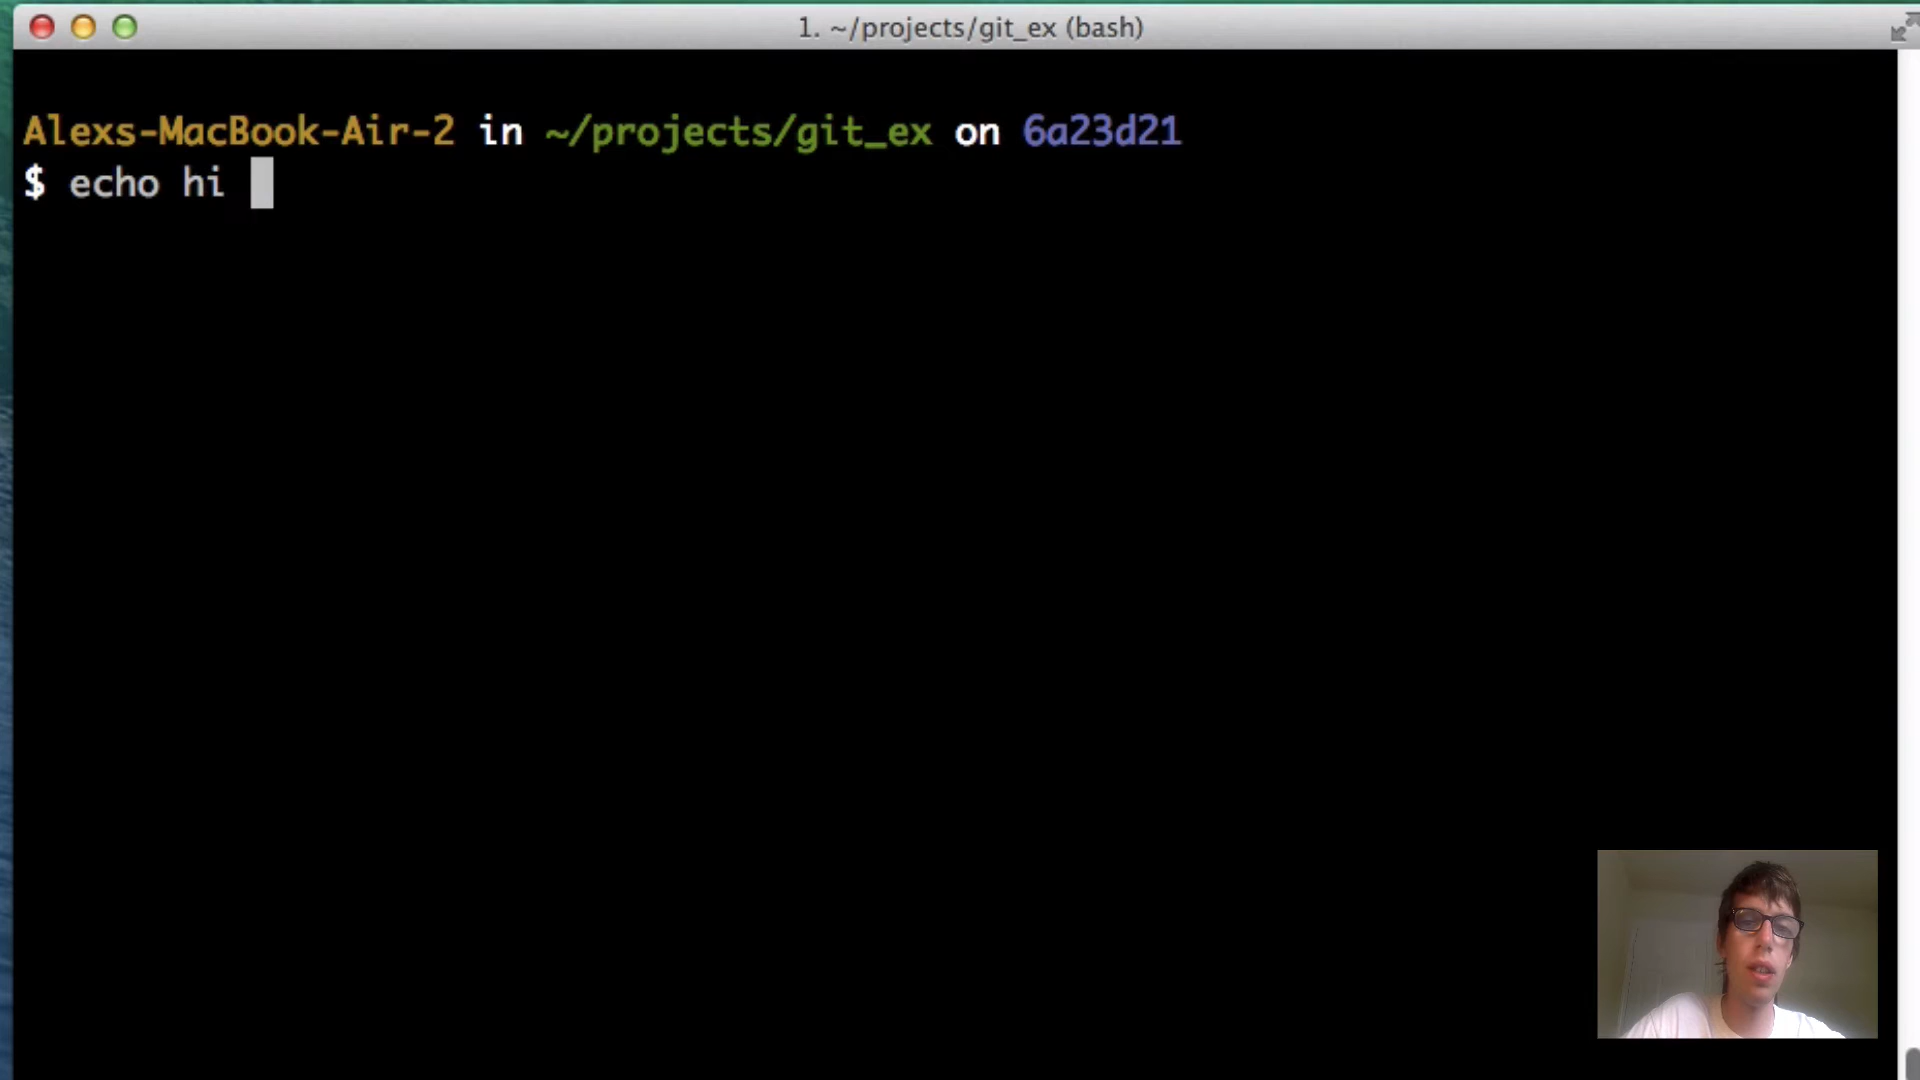 1. ~/projects/git_ex (bash)
Alexs-MacBook-Air-2 in ~/projects/git_ex on 6a23d21
$ echo hi